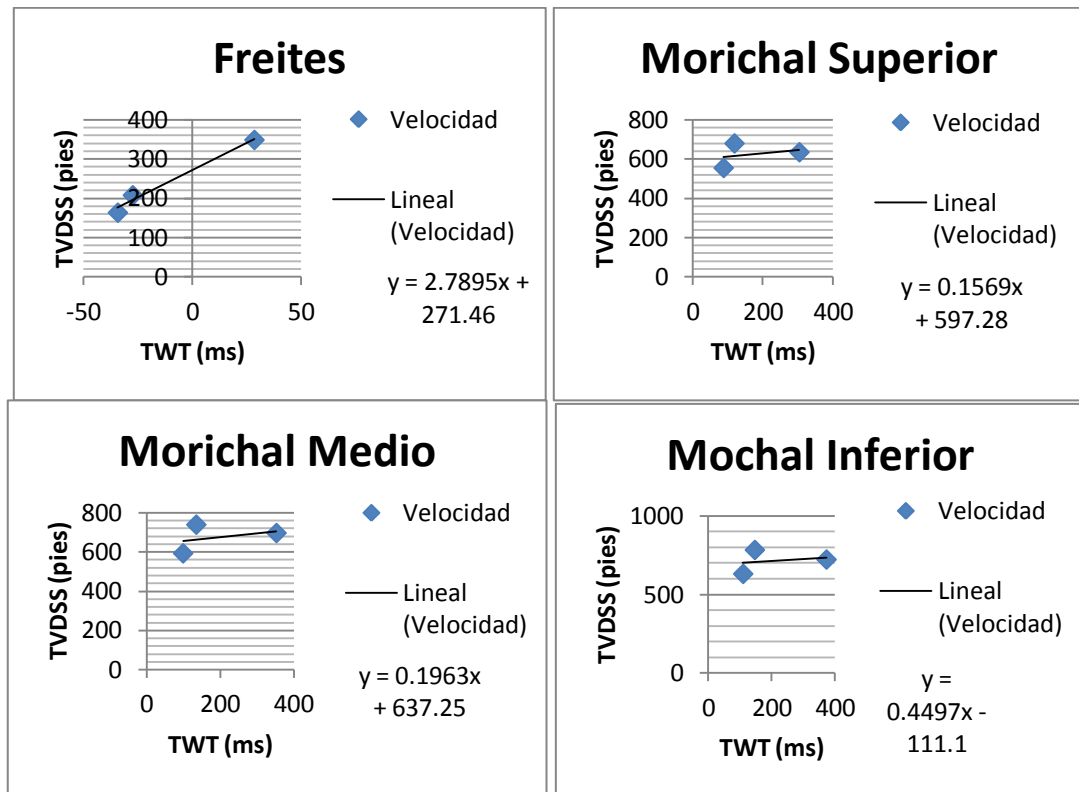 Freites
400
300
200
100
0
-50
0
50
TVDSS (pies)
TWT (ms)
Velocidad
Lineal
(Velocidad)
y = 2.7895x +
271.46
Morichal Superior
800
600
400
200
0
0
200
400
TVDSS (pies)
TWT (ms)
Velocidad
Lineal
(Velocidad)
y = 0.1569x
+ 597.28
Morichal Medio
800
600
400
200
0
0
200
400
TVDSS (pies)
TWT (ms)
Velocidad
Lineal
(Velocidad)
y = 0.1963x
+ 637.25
Mochal Inferior
1000
500
0
0
200
400
TVDSS (pies)
TWT (ms)
Velocidad
Lineal
(Velocidad)
y =
0.4497x -
111.1